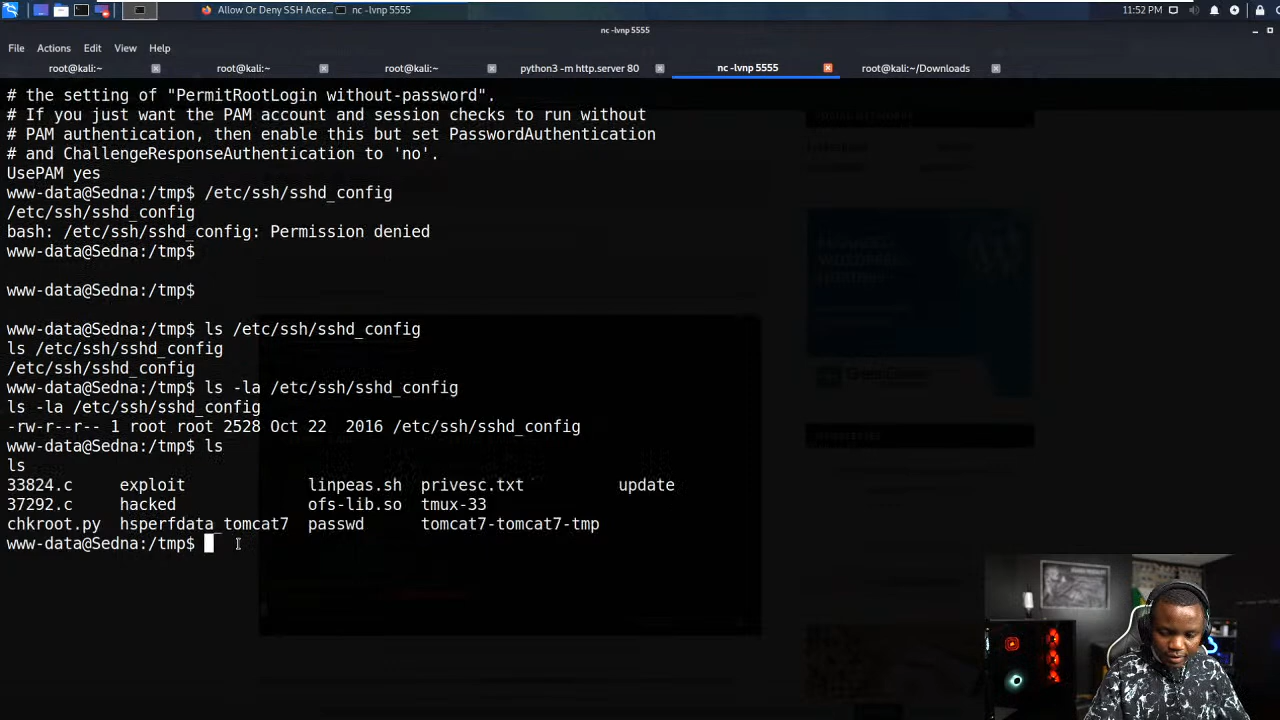 Allow Or Deny SSH Acce...
nc -lvnp 5555
11:52 PM
nc -lvnp 5555
File Actions Edit View Help
root@kali:~
root@kali:~
root@kali:~
python3 -m http.server 80
nc -lvnp 5555
root@kali:~/Downloads
# the setting of "PermitRootLogin without-password".
# If you just want the PAM account and session checks to run without
# PAM authentication, then enable this but set PasswordAuthentication
# and ChallengeResponseAuthentication to 'no'.
UsePAM yes
www-data@Sedna:/tmp$ /etc/ssh/sshd_config
/etc/ssh/sshd_config
bash: /etc/ssh/sshd_config: Permission denied
www-data@Sedna:/tmp$
www-data@Sedna:/tmp$
www-data@Sedna:/tmp$ ls /etc/ssh/sshd_config
ls /etc/ssh/sshd_config
/etc/ssh/sshd_config
www-data@Sedna:/tmp$ ls -la /etc/ssh/sshd_config
ls -la /etc/ssh/sshd_config
-rw-r--r-- 1 root root 2528 Oct 22 2016 /etc/ssh/sshd_config
www-data@Sedna:/tmp$ ls
ls
33824.c exploit linpeas.sh privesc.txt update
37292.c hacked ofs-lib.so tmux-33
chkroot.py hsperfdata_tomcat7 passwd tomcat7-tomcat7-tmp
www-data@Sedna:/tmp$